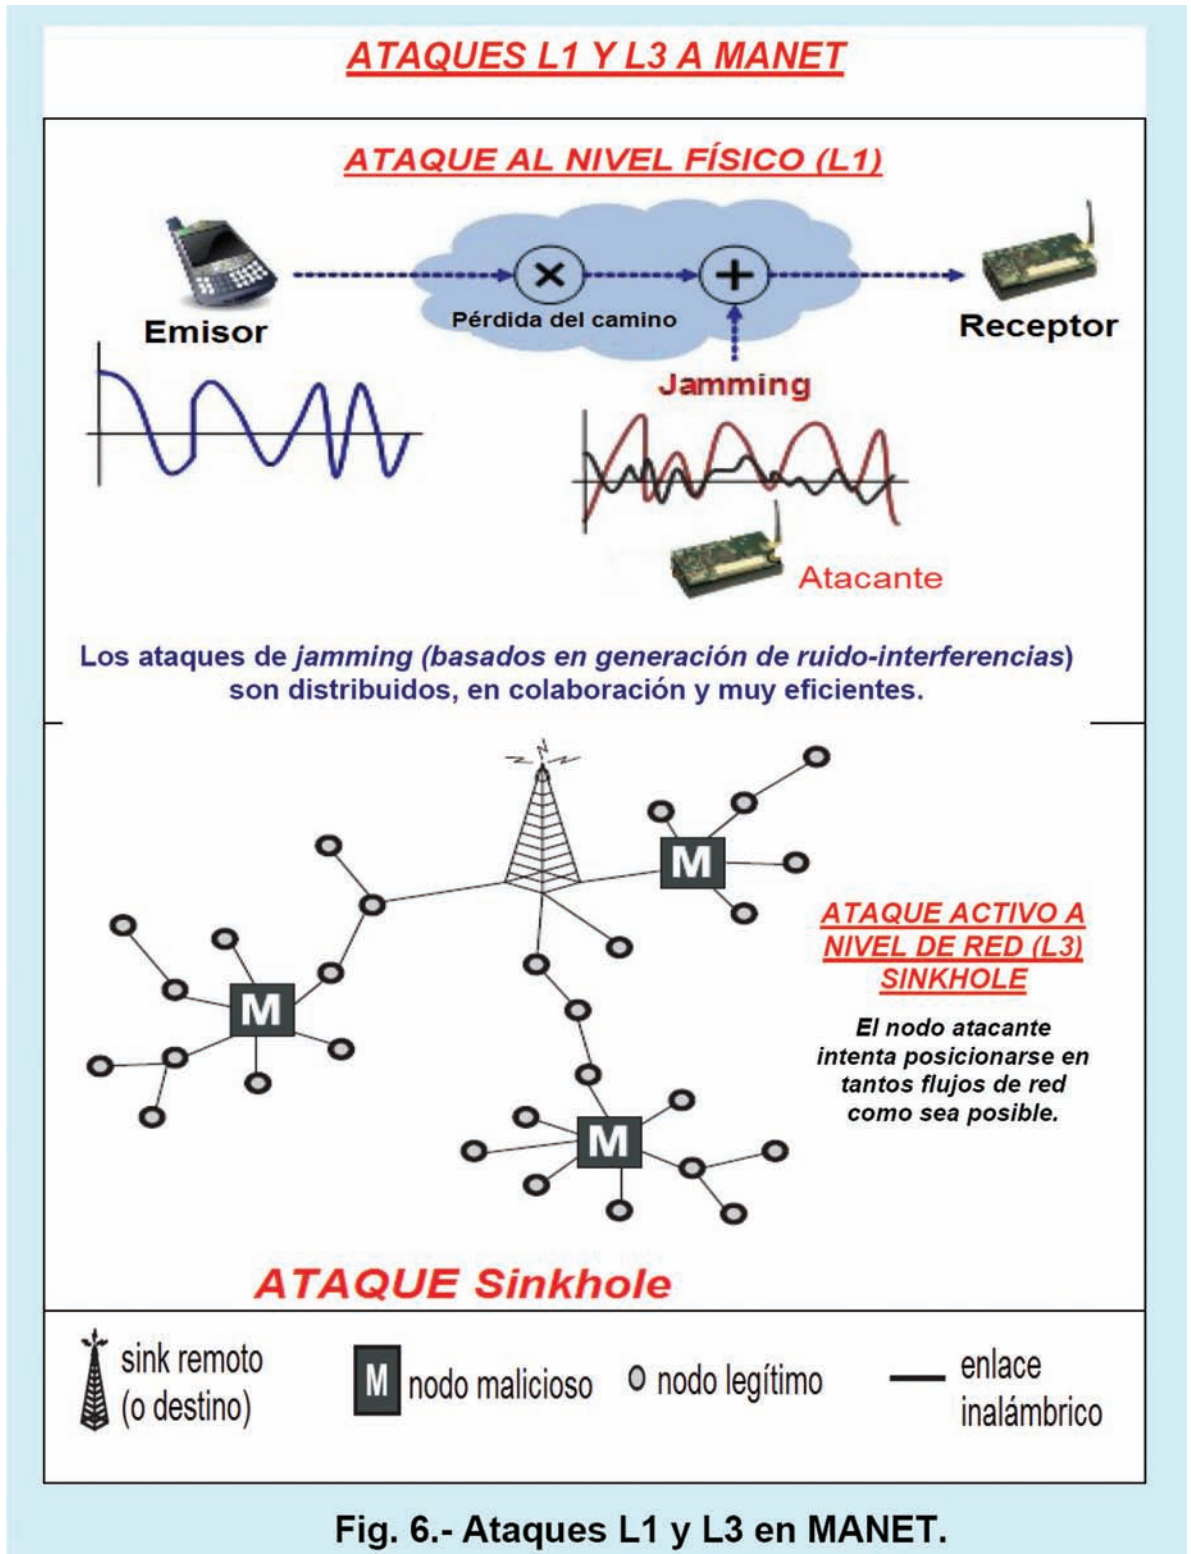 ATAQUES L1 Y L3 A MANET
ATAQUE AL NIVEL FÍSICO (L1)
Emisor
Pérdida del camino
Receptor
Jamming
Atacante
Los ataques de jamming (basados en generación de ruido-interferencias)
son distribuidos, en colaboración y muy eficientes.
M
ATAQUE ACTIVO A
NIVEL DE RED (L3)
SINKHOLE
M
El nodo atacante
intenta posicionarse en
tantos flujos de red
como sea posible.
M
ATAQUE Sinkhole
sink remoto
(o destino)
M nodo malicioso
nodo legítimo
enlace
inalámbrico
Fig. 6.- Ataques L1 y L3 en MANET.